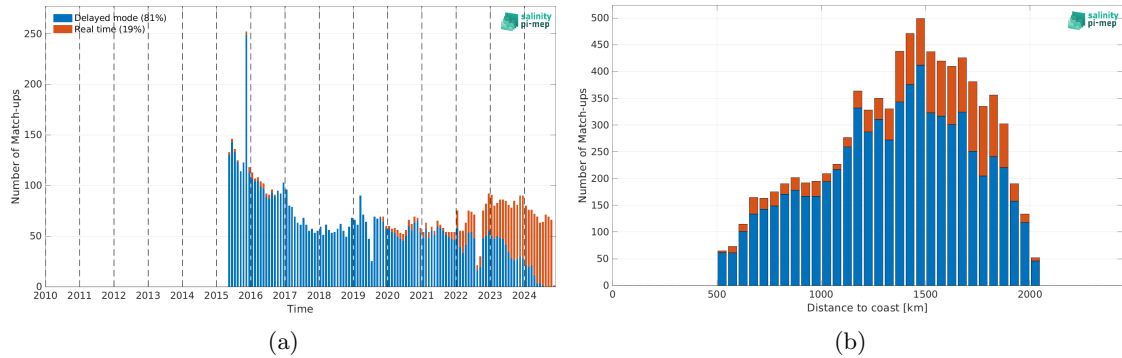 Delayed mode (81%)
Real time (19%)
salinity
pi-mep
250
200
150
100
50
0
Number of Match-ups
2010 2011 2012 2013 2014 2015 2016 2017 2018 2019 2020 2021 2022 2023 2024
Time
(a)
salinity
pi-mep
500
450
400
350
300
250
200
150
100
50
0
Number of Match-ups
0 500 1000 1500 2000
Distance to coast [km]
(b)